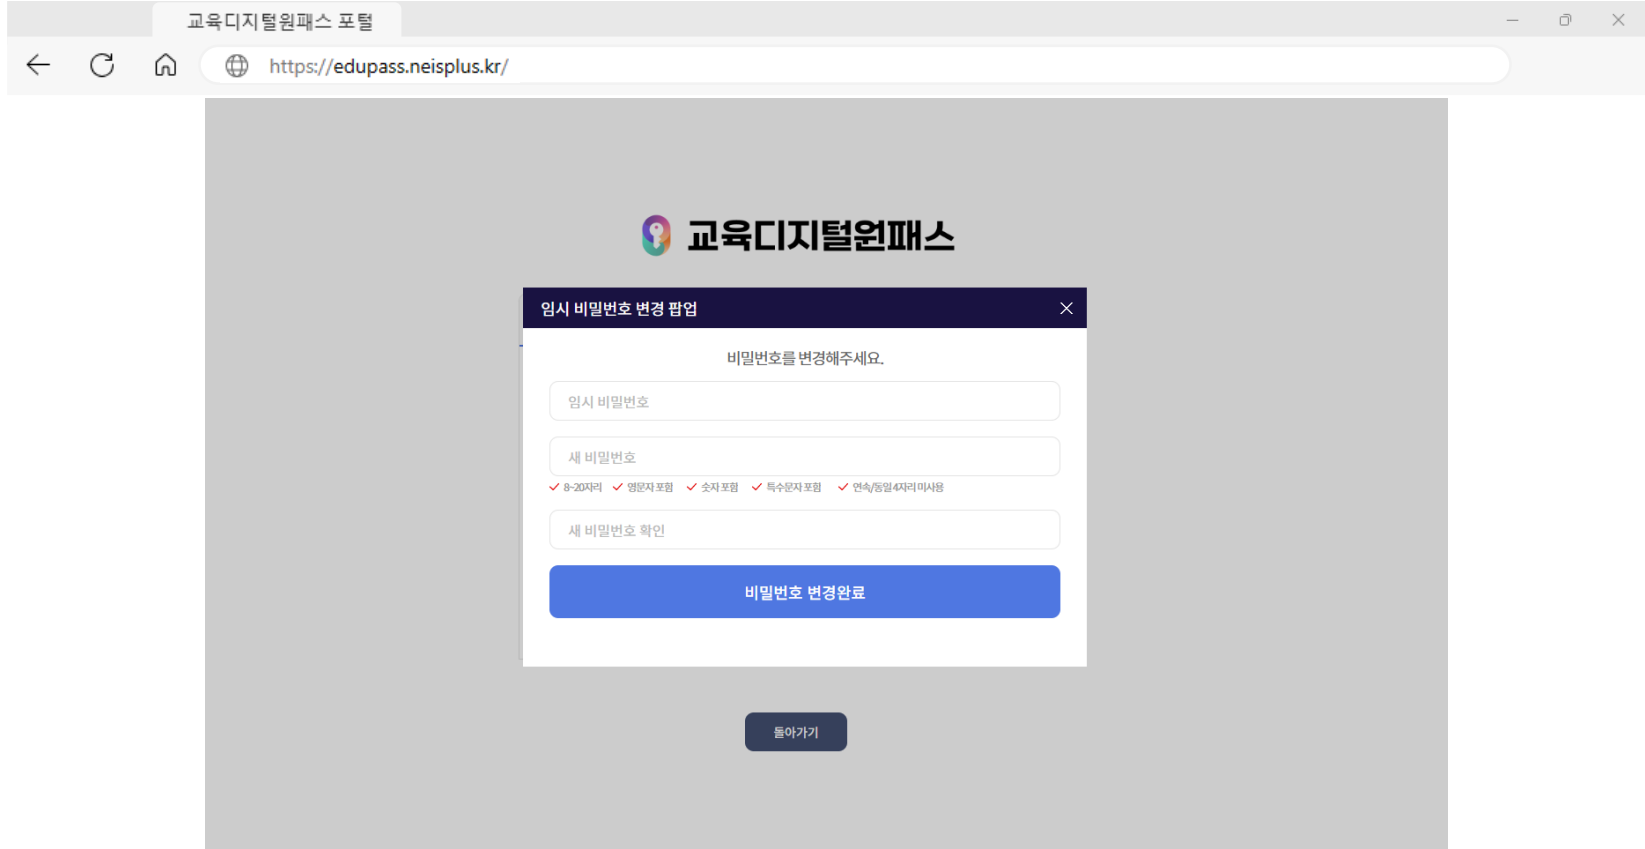 교육디지털원패스 포털
https://edupass.neisplus.kr/
교육디지털원패스
임시 비밀번호 변경 팝업
비밀번호를 변경해주세요.
임시 비밀번호
새 비밀번호
8~20자리 영문자 포함 숫자 포함 특수문자 포함 연속/동일 4자리 미사용
새 비밀번호 확인
비밀번호 변경완료
돌아가기